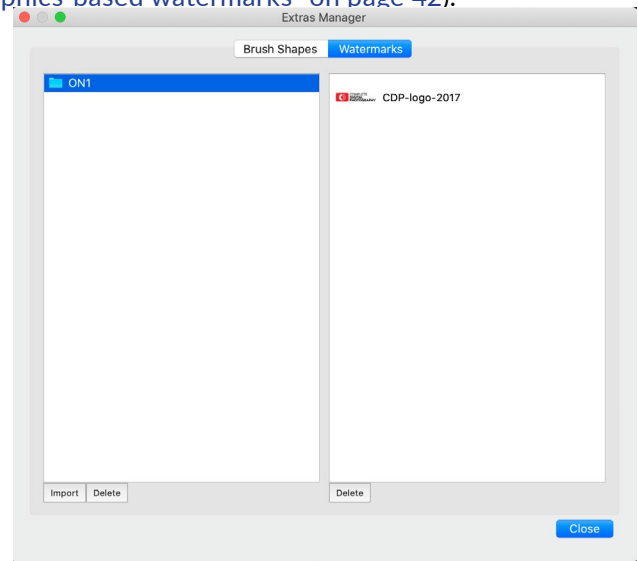 phics-based watermarks" on page 42).
Extras Manager
Brush Shapes Watermarks
ON1
CDP-logo-2017
Import Delete
Delete
Close